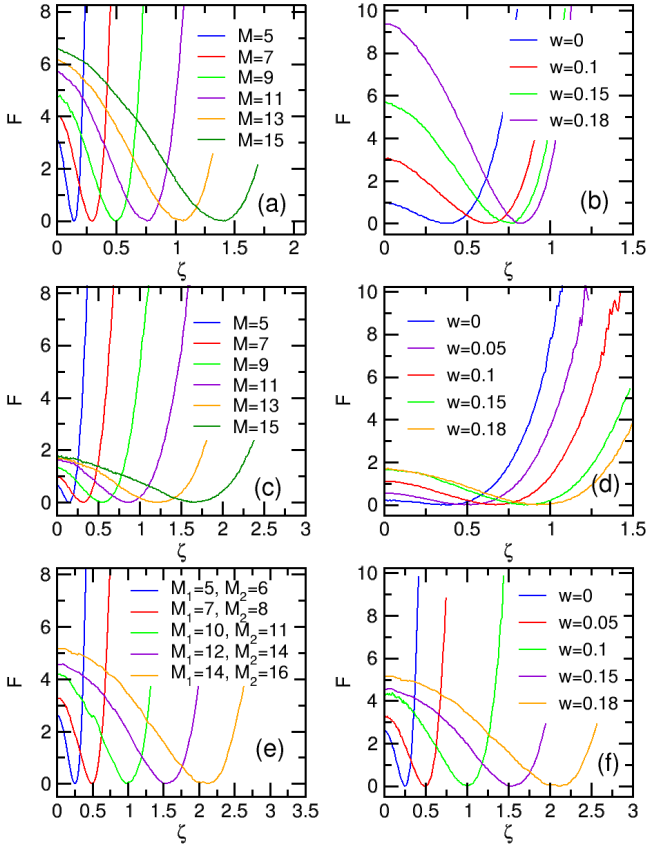 8
7
6
5
4
3
2
1
0
F
0
0.5
1
1.5
2
ζ
M=5
M=7
M=9
M=11
M=13
M=15
(a)
10
8
6
4
2
0
F
0
0.5
1
1.5
ζ
w=0
w=0.1
w=0.15
w=0.18
(b)
8
6
4
2
0
F
0
0.5
1
1.5
2
2.5
3
ζ
M=5
M=7
M=9
M=11
M=13
M=15
(c)
10
8
6
4
2
0
F
0
0.5
1
1.5
ζ
w=0
w=0.05
w=0.1
w=0.15
w=0.18
(d)
8
6
4
2
0
F
0
0.5
1
1.5
2
2.5
3
3.5
ζ
M₁=5, M₂=6
M₁=7, M₂=8
M₁=10, M₂=11
M₁=12, M₂=14
M₁=14, M₂=16
(e)
10
8
6
4
2
0
F
0
0.5
1
1.5
2
2.5
3
ζ
w=0
w=0.05
w=0.1
w=0.15
w=0.18
(f)